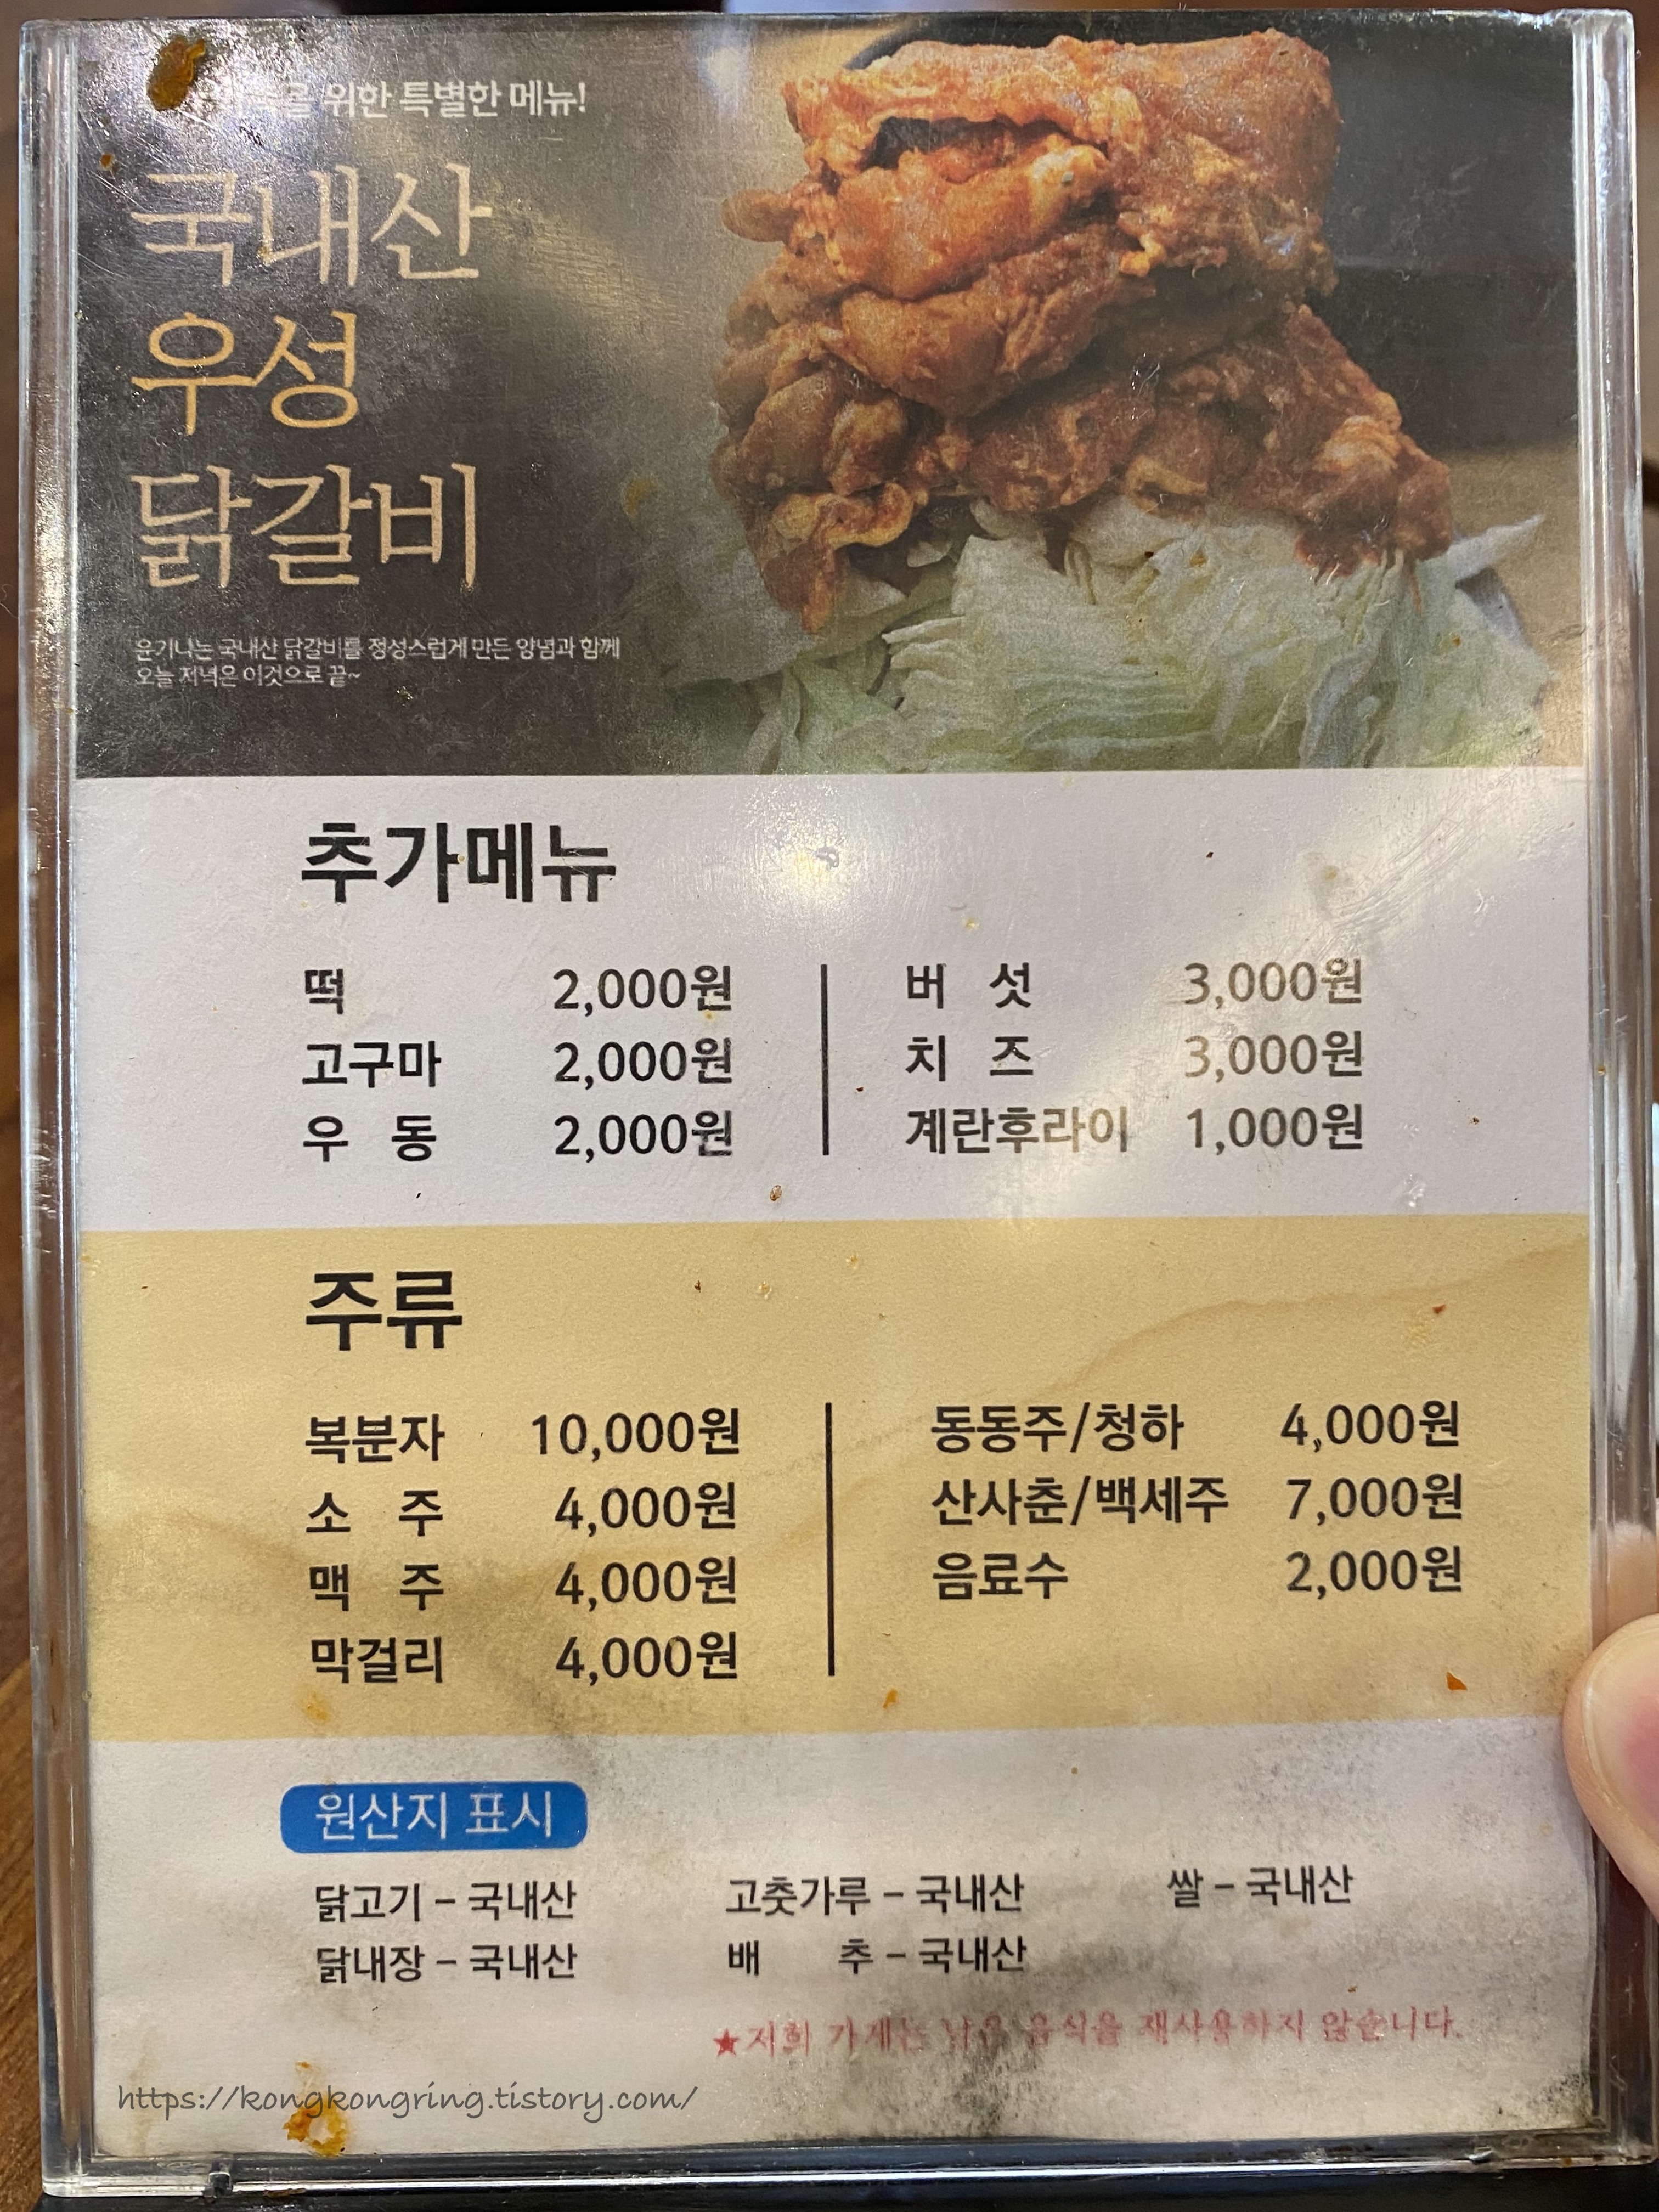 위한 특별한 메뉴!
국내산
우성
닭갈비
윤기나는 국내산 닭갈비를 정성스럽게 만든 양념과 함께
오늘 저녁은 이것으로 끝~
추가메뉴
떡 2,000원 버 섯 3,000원
고구마 2,000원 치 즈 3,000원
우 동 2,000원 계란후라이 1,000원
주류
복분자 10,000원 동동주/청하 4,000원
소 주 4,000원 산사춘/백세주 7,000원
맥 주 4,000원 음료수 2,000원
막걸리 4,000원
원산지 표시
닭고기 – 국내산 고춧가루 – 국내산 쌀 – 국내산
닭내장 – 국내산 배 추 – 국내산
★저희 가게는 남은 음식을 재사용하지 않습니다.
https://kongkongring.tistory.com/